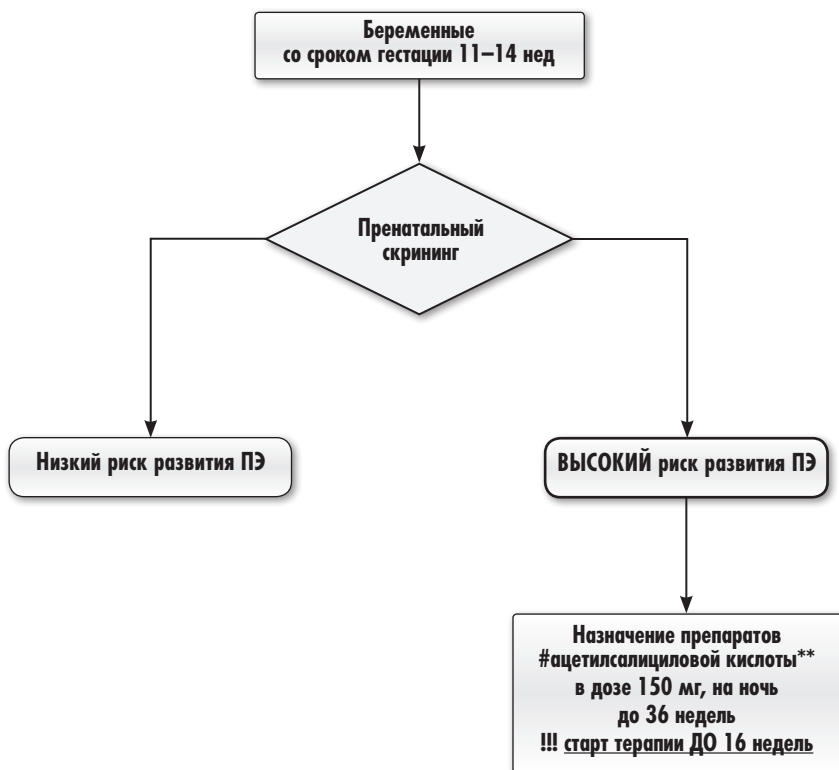 Беременные
со сроком гестации 11–14 нед
Пренатальный
скрининг
Низкий риск развития ПЭ
ВЫСОКИЙ риск развития ПЭ
Назначение препаратов
#ацетилсалициловой кислоты**
в дозе 150 мг, на ночь
до 36 недель
!!! старт терапии ДО 16 недель